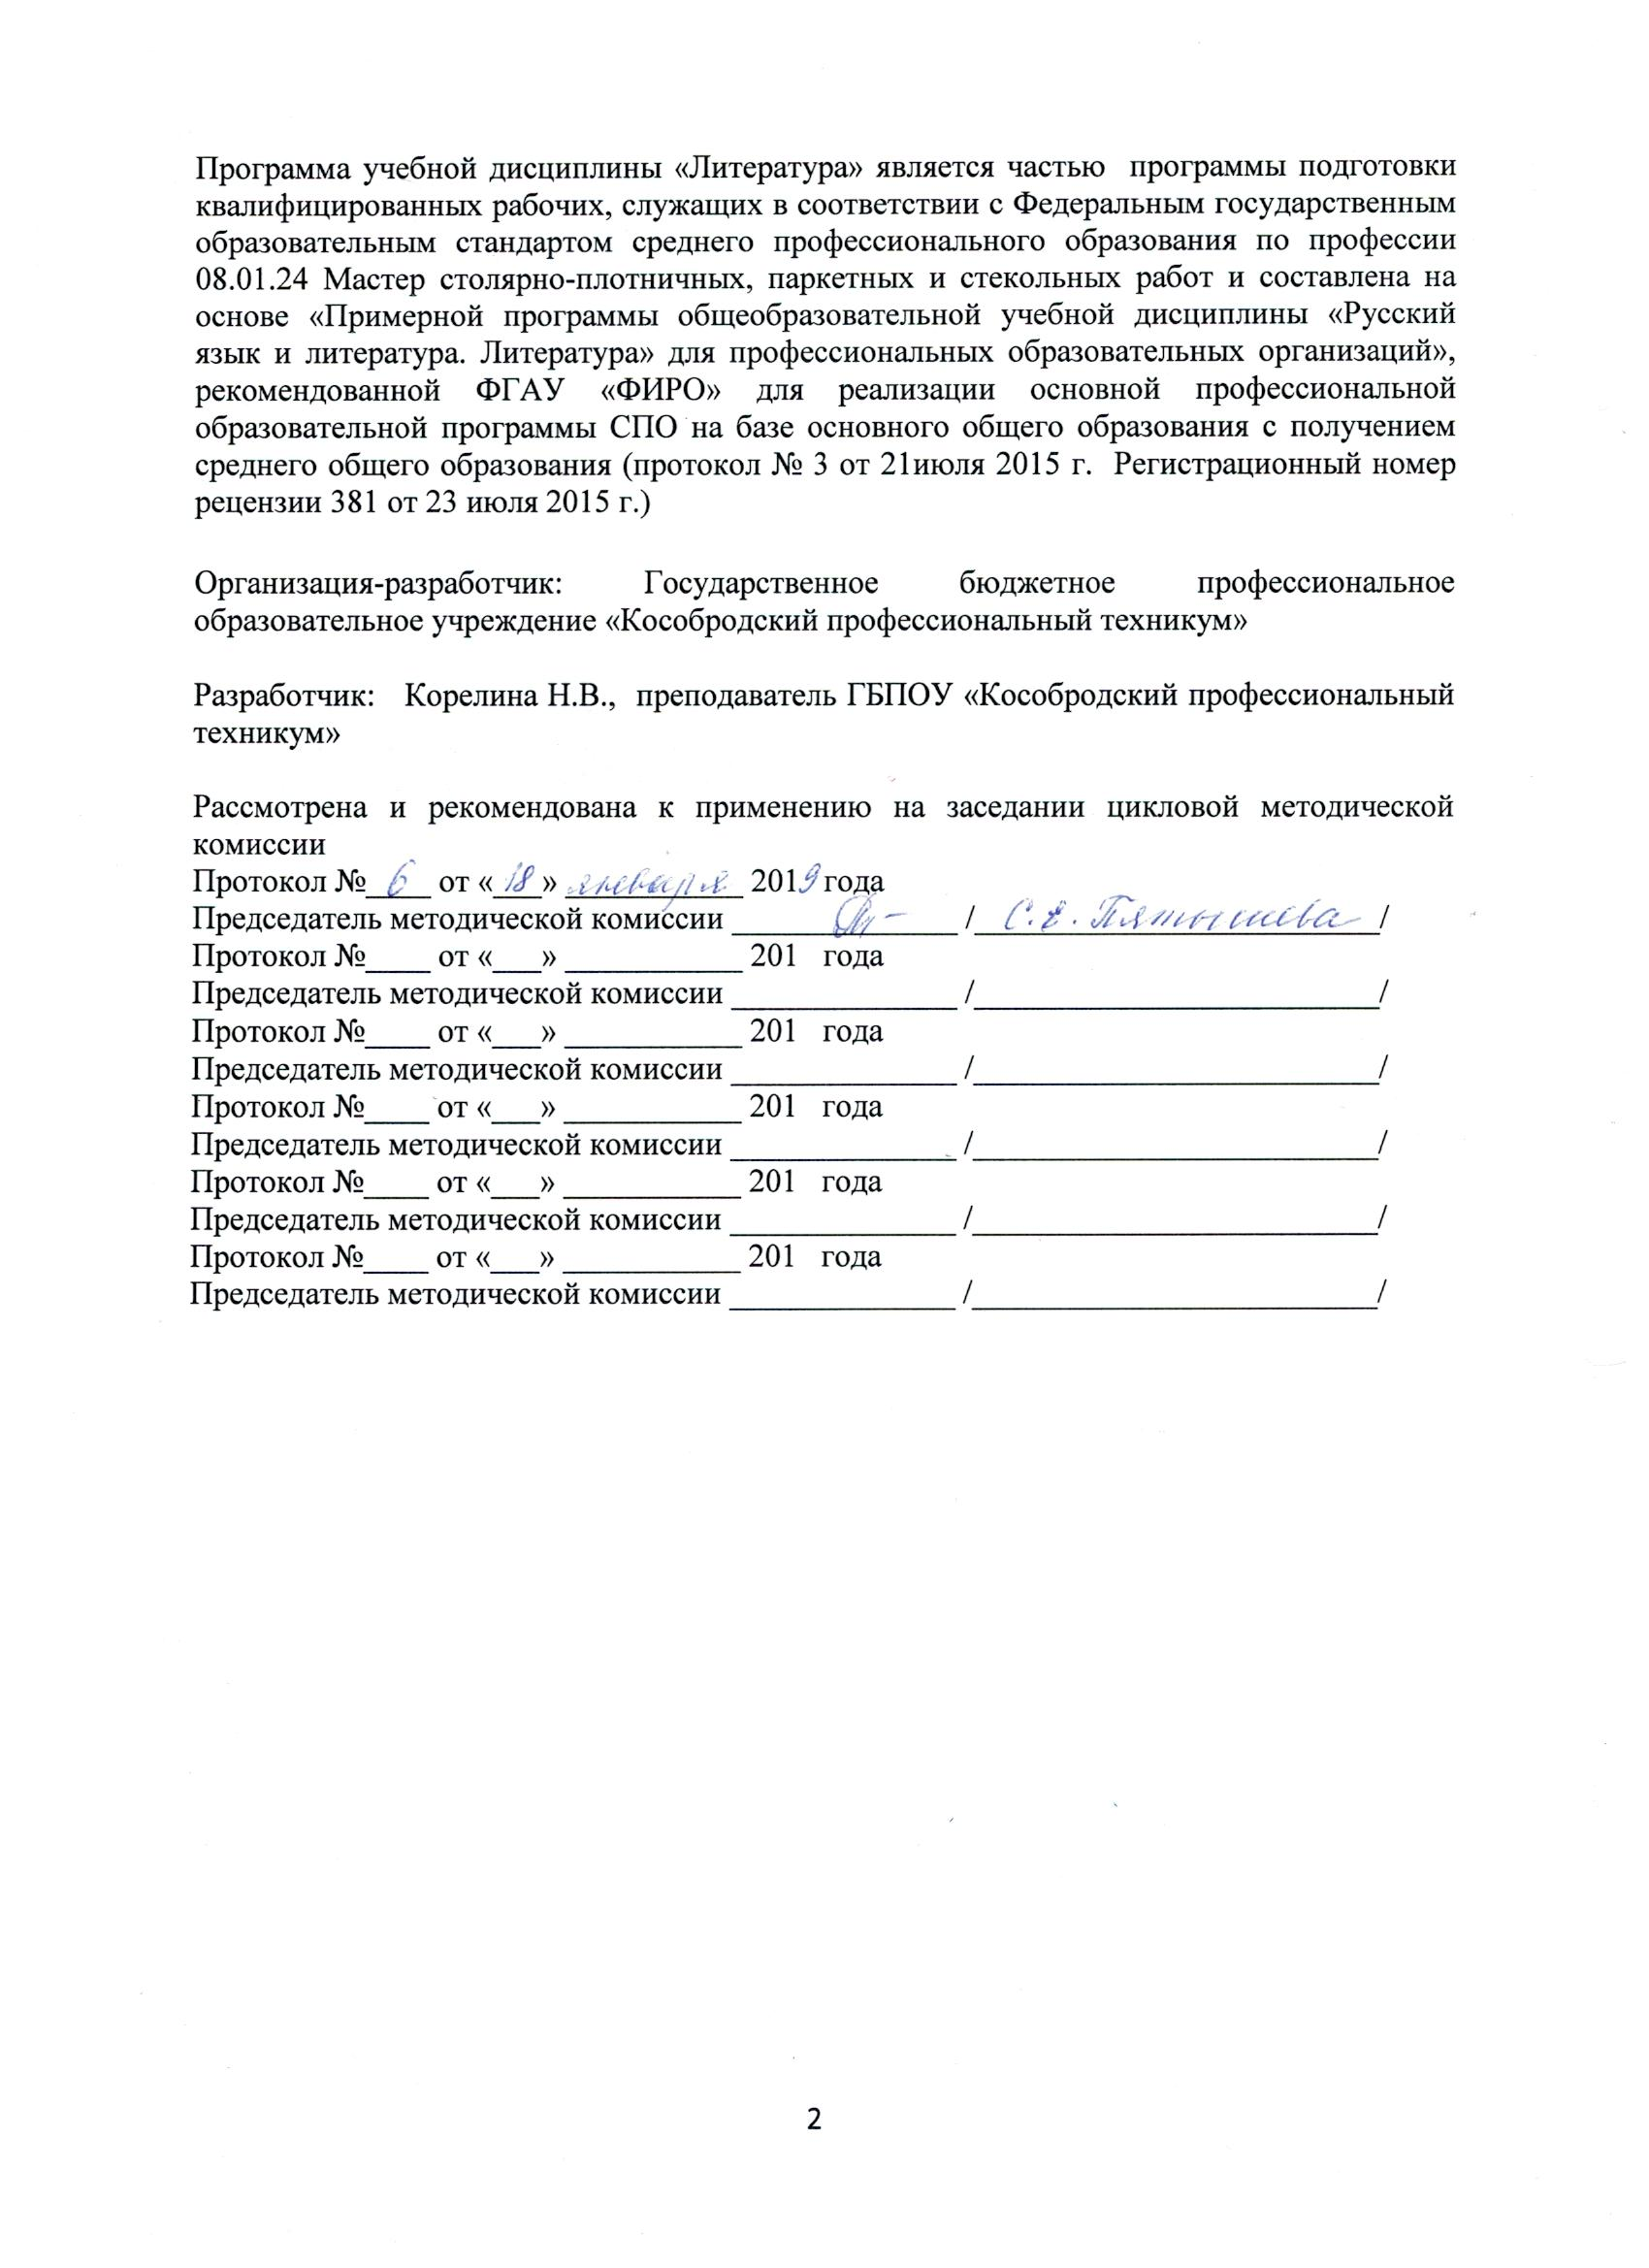 Программа учебной дисциплины «Литература» является частью программы подготовки
квалифицированных рабочих, служащих в соответствии с Федеральным государственным
образовательным стандартом среднего профессионального образования по профессии
08.01.24 Мастер столярно-плотничных, паркетных и стекольных работ и составлена на
основе «Примерной программы общеобразовательной учебной дисциплины «Русский
язык и литература. Литература» для профессиональных образовательных организаций»,
рекомендованной ФГАУ «ФИРО» для реализации основной профессиональной
образовательной программы СПО на базе основного общего образования с получением
среднего общего образования (протокол № 3 от 21июля 2015 г. Регистрационный номер
рецензии 381 от 23 июля 2015 г.)
Организация-разработчик: Государственное бюджетное профессиональное
образовательное учреждение «Кособродский профессиональный техникум»
Разработчик: Корелина Н.В., преподаватель ГБПОУ «Кособродский профессиональный
техникум»
Рассмотрена и рекомендована к применению на заседании цикловой методической
комиссии
Протокол № 6 от «18» января 2019 года
Председатель методической комиссии ______________ / С.Е. Пятышева /
Протокол №____ от «___» ___________ 201 года
Председатель методической комиссии ______________ /_________________________/
Протокол №____ от «___» ___________ 201 года
Председатель методической комиссии ______________ /_________________________/
Протокол №____ от «___» ___________ 201 года
Председатель методической комиссии ______________ /_________________________/
Протокол №____ от «___» ___________ 201 года
Председатель методической комиссии ______________ /_________________________/
Протокол №____ от «___» ___________ 201 года
Председатель методической комиссии ______________ /_________________________/
2